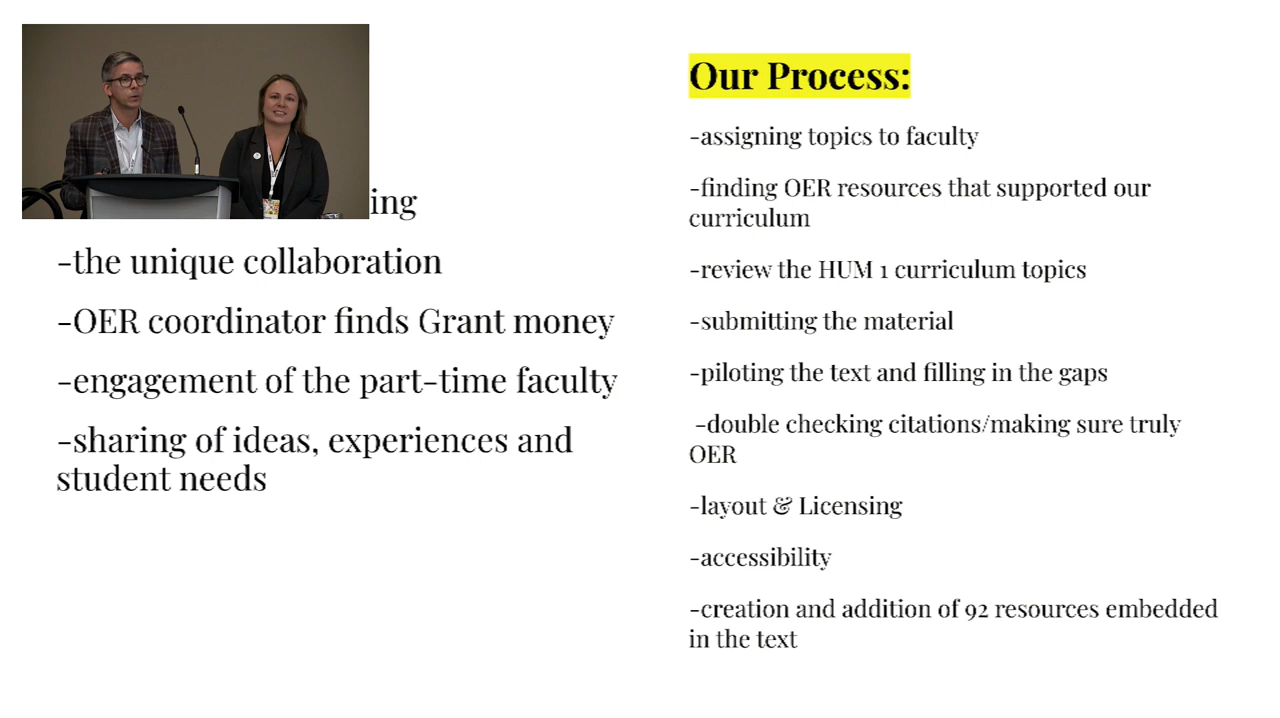 ing
-the unique collaboration
-OER coordinator finds Grant money
-engagement of the part-time faculty
-sharing of ideas, experiences and
student needs
Our Process:
-assigning topics to faculty
-finding OER resources that supported our
curriculum
-review the HUM 1 curriculum topics
-submitting the material
-piloting the text and filling in the gaps
-double checking citations/making sure truly
OER
-layout & Licensing
-accessibility
-creation and addition of 92 resources embedded
in the text